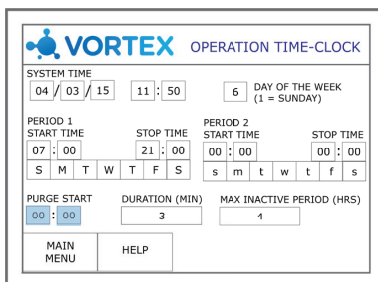 VORTEX OPERATION TIME-CLOCK
SYSTEM TIME
04 / 03 / 15 11 : 50 6 DAY OF THE WEEK
(1 = SUNDAY)
PERIOD 1 PERIOD 2
START TIME STOP TIME START TIME STOP TIME
07 : 00 21 : 00 00 : 00 00 : 00
S M T W T F S s m t w t f s
PURGE START DURATION (MIN) MAX INACTIVE PERIOD (HRS)
00 : 00 3 4
MAIN HELP
MENU